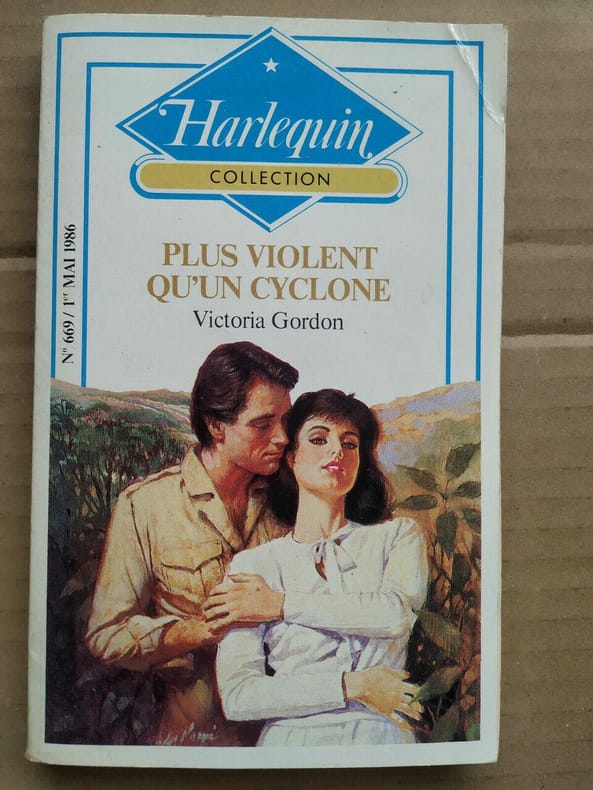 Harlequin
COLLECTION
PLUS VIOLENT
QU'UN CYCLONE
Victoria Gordon
N° 669 / 1er MAI 1986